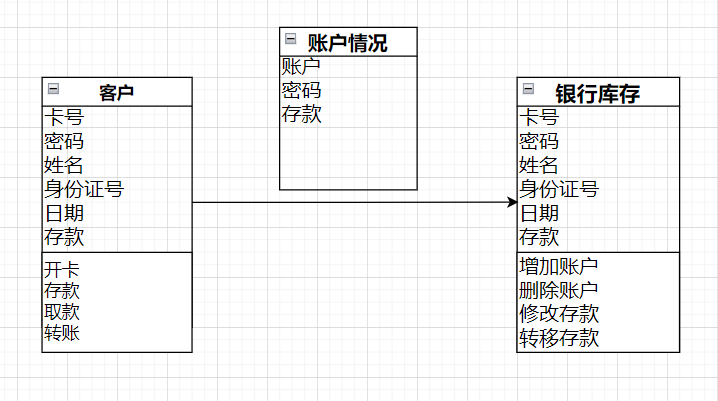 账户情况
账户
密码
存款
客户
卡号
密码
姓名
身份证号
日期
存款
开卡
存款
取款
转账
银行库存
卡号
密码
姓名
身份证号
日期
存款
增加账户
删除账户
修改存款
转移存款